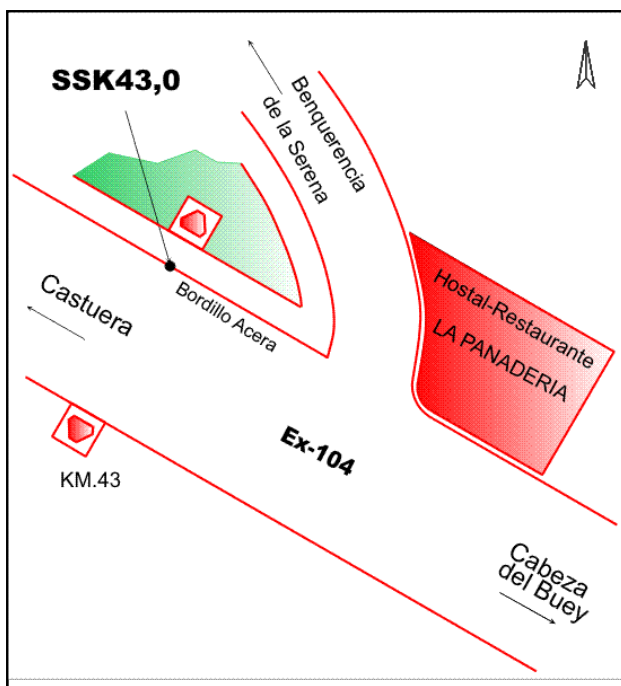 SSK43,0
Benquerencia
de la Serena
Castuera
Bordillo Acera
Hostal-Restaurante
LA PANADERIA
Ex-104
KM.43
Cabeza
del Buey